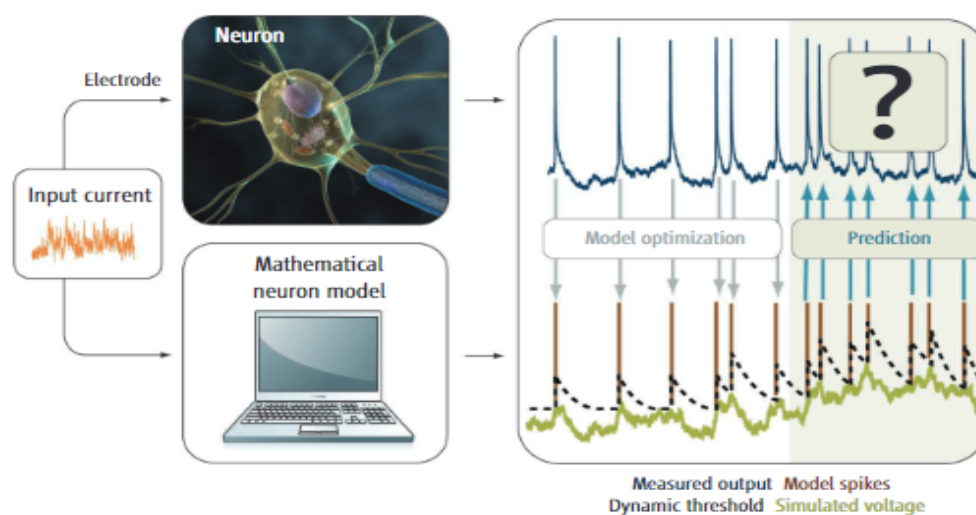 Neuron
Electrode
Input current
Mathematical
neuron model
?
Model optimization
Prediction
Measured output Model spikes
Dynamic threshold Simulated voltage